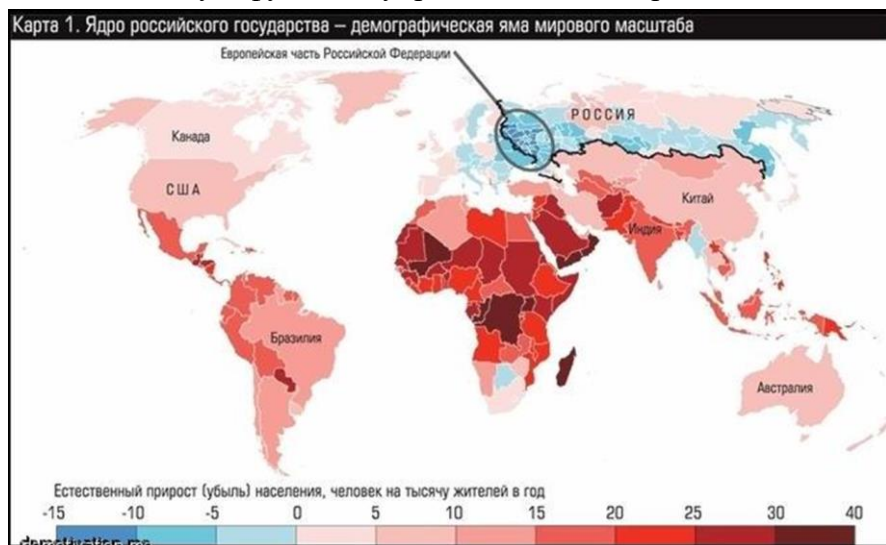 Карта 1. Ядро российского государства – демографическая яма мирового масштаба
Европейская часть Российской Федерации
РОССИЯ
Канада
США
Китай
Индия
Бразилия
Австралия
Естественный прирост (убыль) населения, человек на тысячу жителей в год
-15 -10 -5 0 5 10 15 20 25 30 40